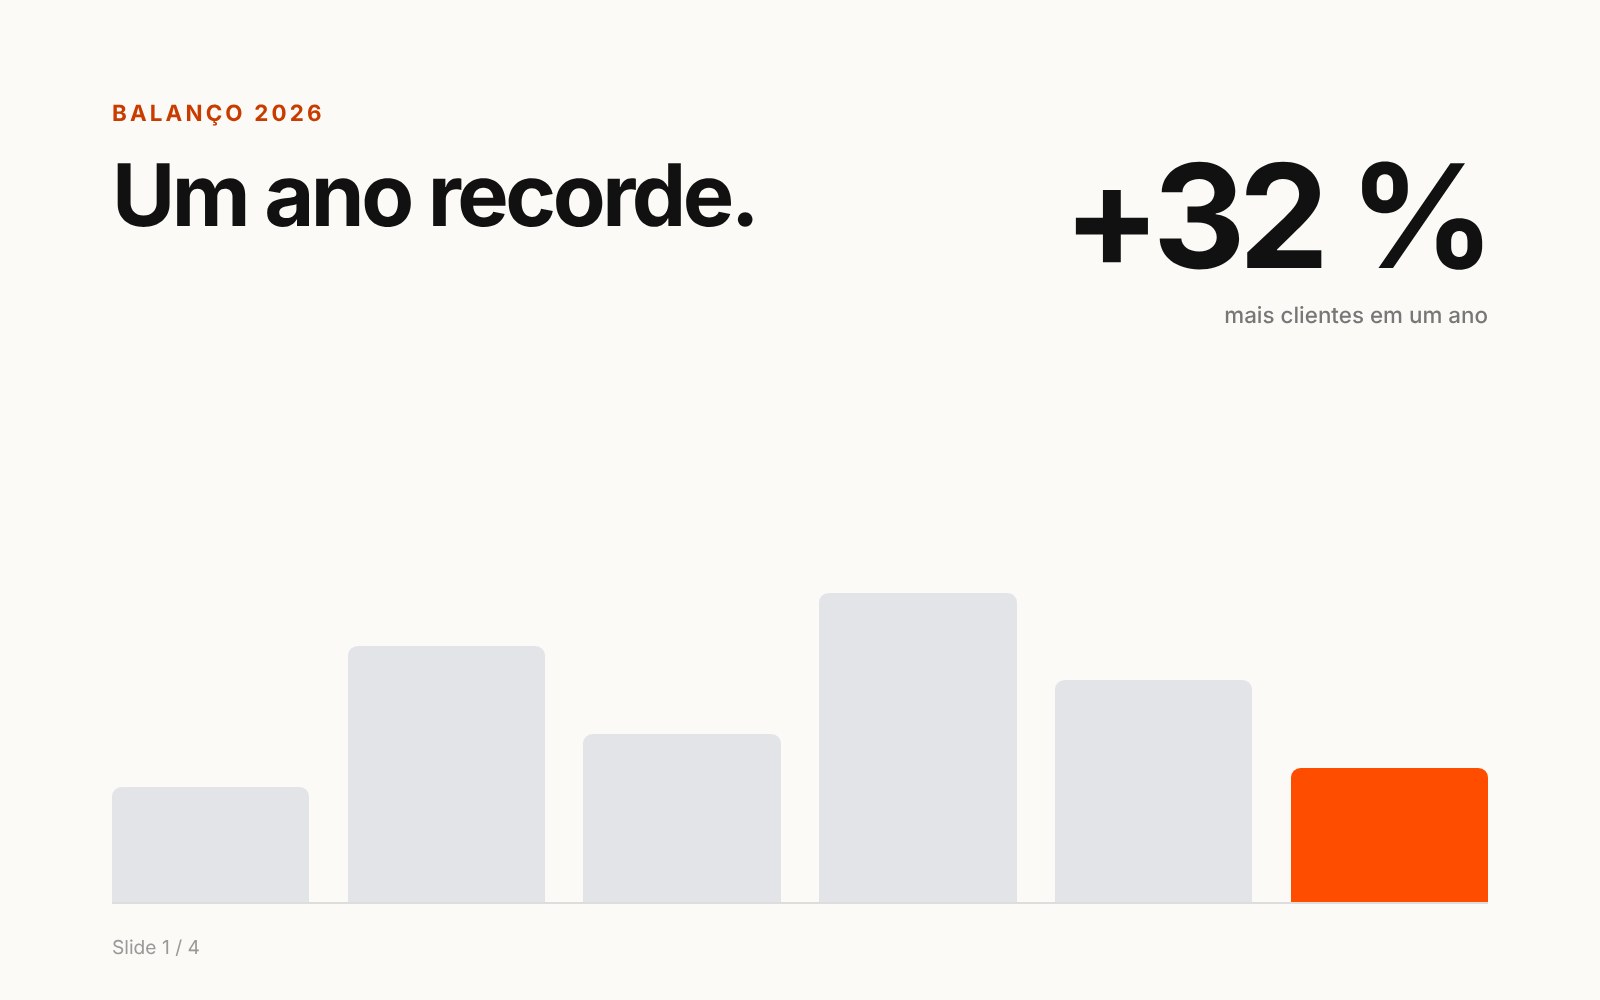 BALANÇO 2026
Um ano recorde.
+32 %
mais clientes em um ano
Slide 1 / 4